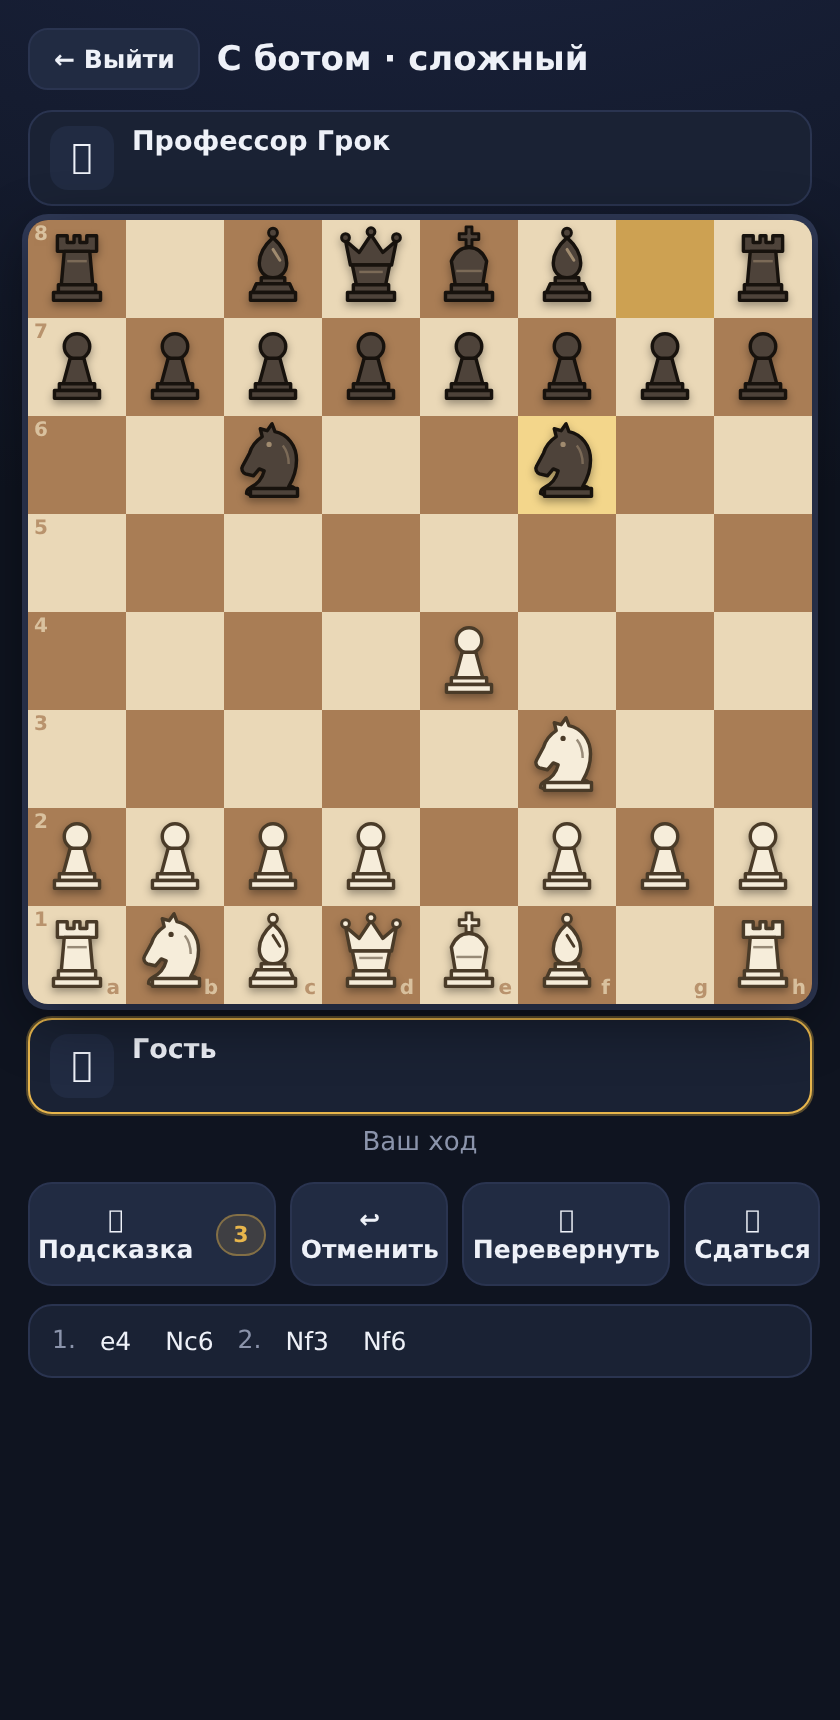 ← Выйти С ботом · сложный
Профессор Грок
8
7
6
5
4
3
2
1
a b c d e f g h
Гость
Ваш ход
Подсказка 3 ↩ Отменить Перевернуть Сдаться
1. e4 Nc6 2. Nf3 Nf6